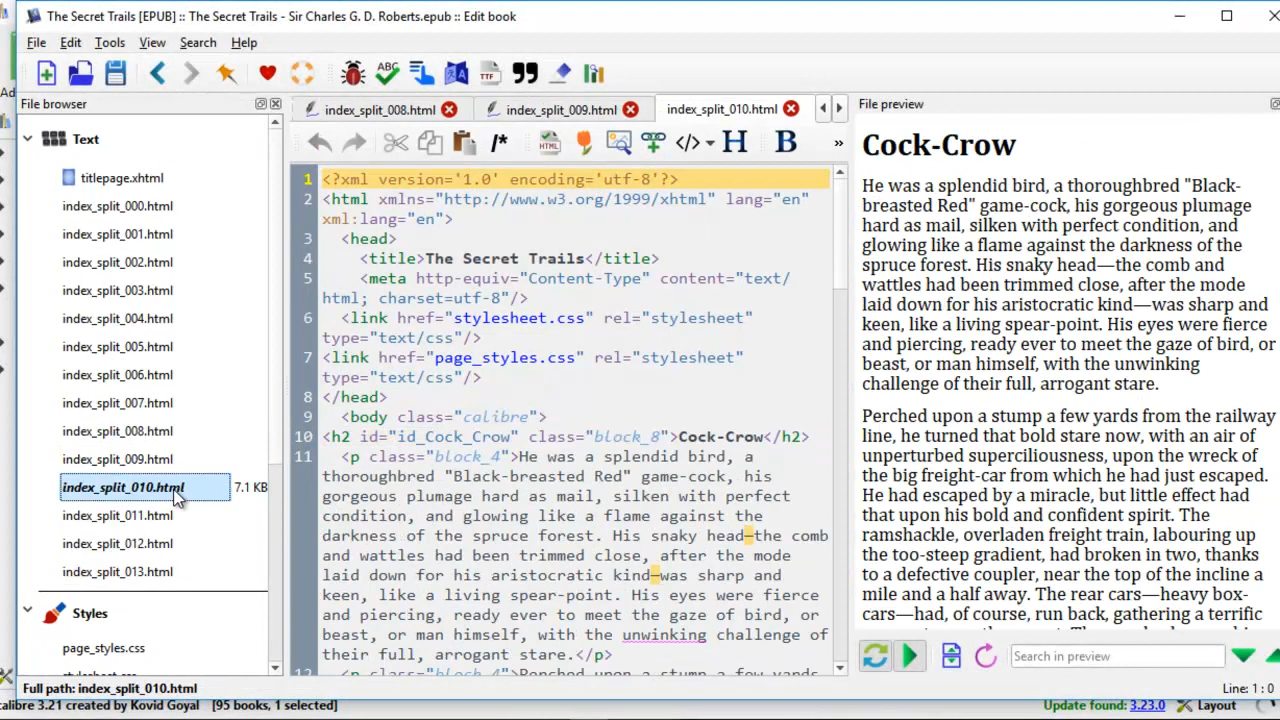 The Secret Trails [EPUB] :: The Secret Trails - Sir Charles G. D. Roberts.epub :: Edit book
File Edit Tools View Search Help
ABC
TTF
File browser
Text
titlepage.xhtml
index_split_000.html
index_split_001.html
index_split_002.html
index_split_003.html
index_split_004.html
index_split_005.html
index_split_006.html
index_split_007.html
index_split_008.html
index_split_009.html
index_split_010.html 7.1 KB
index_split_011.html
index_split_012.html
index_split_013.html
Styles
page_styles.css
index_split_008.html index_split_009.html index_split_010.html
/* HTML </> H B »
1 <?xml version='1.0' encoding='utf-8'?>
2 <html xmlns="http://www.w3.org/1999/xhtml" lang="en"
xml:lang="en">
3 <head>
4 <title>The Secret Trails</title>
5 <meta http-equiv="Content-Type" content="text/
html; charset=utf-8"/>
6 <link href="stylesheet.css" rel="stylesheet"
type="text/css"/>
7 <link href="page_styles.css" rel="stylesheet"
type="text/css"/>
8 </head>
9 <body class="calibre">
10 <h2 id="id_Cock_Crow" class="block_8">Cock-Crow</h2>
11 <p class="block_4">He was a splendid bird, a
thoroughbred "Black-breasted Red" game-cock, his
gorgeous plumage hard as mail, silken with perfect
condition, and glowing like a flame against the
darkness of the spruce forest. His snaky head—the comb
and wattles had been trimmed close, after the mode
laid down for his aristocratic kind—was sharp and
keen, like a living spear-point. His eyes were fierce
and piercing, ready ever to meet the gaze of bird, or
beast, or man himself, with the unwinking challenge of
their full, arrogant stare.</p>
12 <p class="block_4">Perched upon a stump a few yards
File preview
Cock-Crow
He was a splendid bird, a thoroughbred "Black-
breasted Red" game-cock, his gorgeous plumage
hard as mail, silken with perfect condition, and
glowing like a flame against the darkness of the
spruce forest. His snaky head—the comb and
wattles had been trimmed close, after the mode
laid down for his aristocratic kind—was sharp and
keen, like a living spear-point. His eyes were fierce
and piercing, ready ever to meet the gaze of bird, or
beast, or man himself, with the unwinking
challenge of their full, arrogant stare.
Perched upon a stump a few yards from the railway
line, he turned that bold stare now, with an air of
unperturbed superciliousness, upon the wreck of
the big freight-car from which he had just escaped.
He had escaped by a miracle, but little effect had
that upon his bold and confident spirit. The
ramshackle, overladen freight train, labouring up
the too-steep gradient, had broken in two, thanks
to a defective coupler, near the top of the incline a
mile and a half away. The rear cars—heavy box-
cars—had, of course, run back, gathering a terrific
Search in preview
Full path: index_split_010.html
Line: 1 : 0
calibre 3.21 created by Kovid Goyal [95 books, 1 selected]
Update found: 3.23.0 Layout